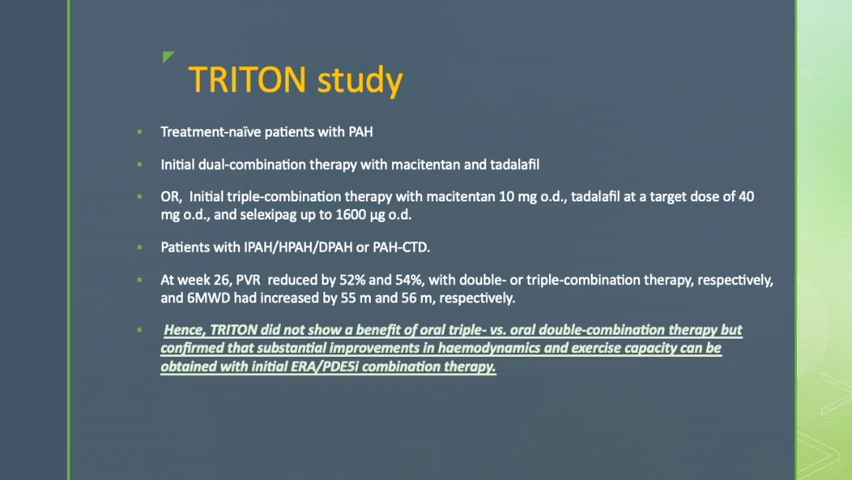 TRITON study
Treatment-naïve patients with PAH
Initial dual-combination therapy with macitentan and tadalafil
OR, Initial triple-combination therapy with macitentan 10 mg o.d., tadalafil at a target dose of 40
mg o.d., and selexipag up to 1600 µg o.d.
Patients with IPAH/HPAH/DPAH or PAH-CTD.
At week 26, PVR reduced by 52% and 54%, with double- or triple-combination therapy, respectively,
and 6MWD had increased by 55 m and 56 m, respectively.
Hence, TRITON did not show a benefit of oral triple- vs. oral double-combination therapy but
confirmed that substantial improvements in haemodynamics and exercise capacity can be
obtained with initial ERA/PDE5i combination therapy.